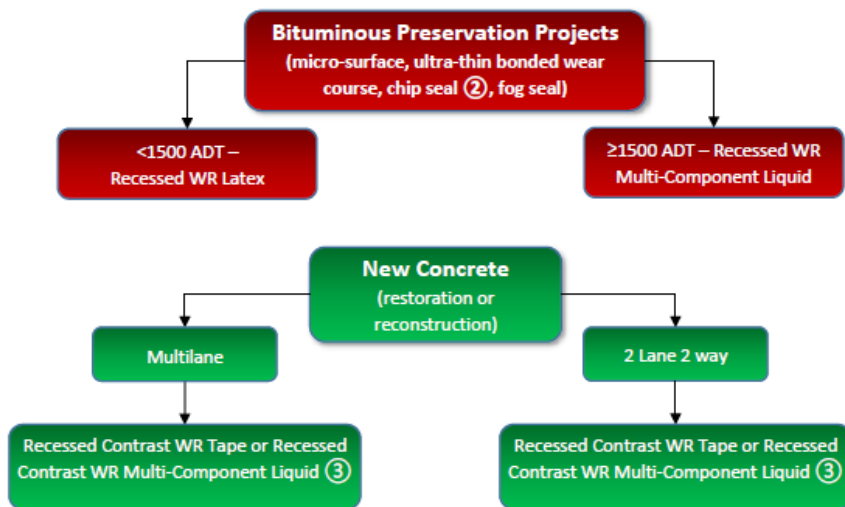 Bituminous Preservation Projects
(micro-surface, ultra-thin bonded wear
course, chip seal ②, fog seal)
<1500 ADT –
Recessed WR Latex
≥1500 ADT – Recessed WR
Multi-Component Liquid
New Concrete
(restoration or
reconstruction)
Multilane
2 Lane 2 way
Recessed Contrast WR Tape or Recessed
Contrast WR Multi-Component Liquid ③
Recessed Contrast WR Tape or Recessed
Contrast WR Multi-Component Liquid ③